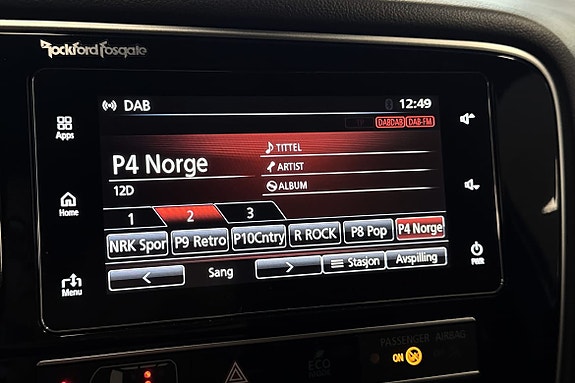 Rockford Fosgate
DAB 12:49
DABDAB DAB-FM
Apps
P4 Norge
TITTEL
ARTIST
12D
ALBUM
Home
1 2 3
NRK Spor P9 Retro P10Cntry R ROCK P8 Pop P4 Norge
< Sang > Stasjon Avspilling
Menu
PWR
PASSENGER AIRBAG
ON
ECO